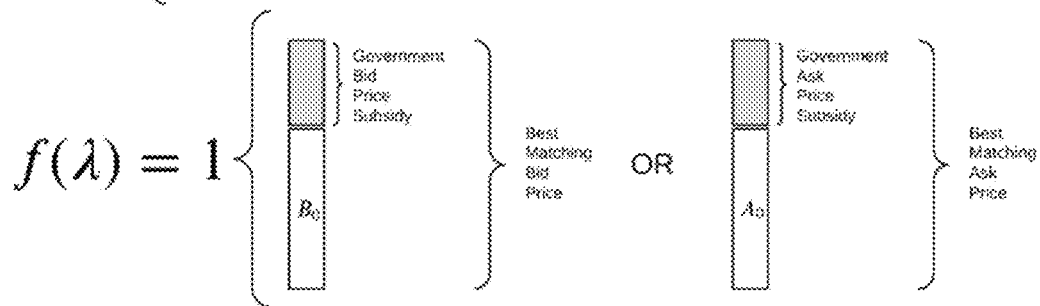 f(λ) = 1
Government
Bid
Price
Subsidy
B₀
Best
Matching
Bid
Price
OR
Government
Ask
Price
Subsidy
A₀
Best
Matching
Ask
Price